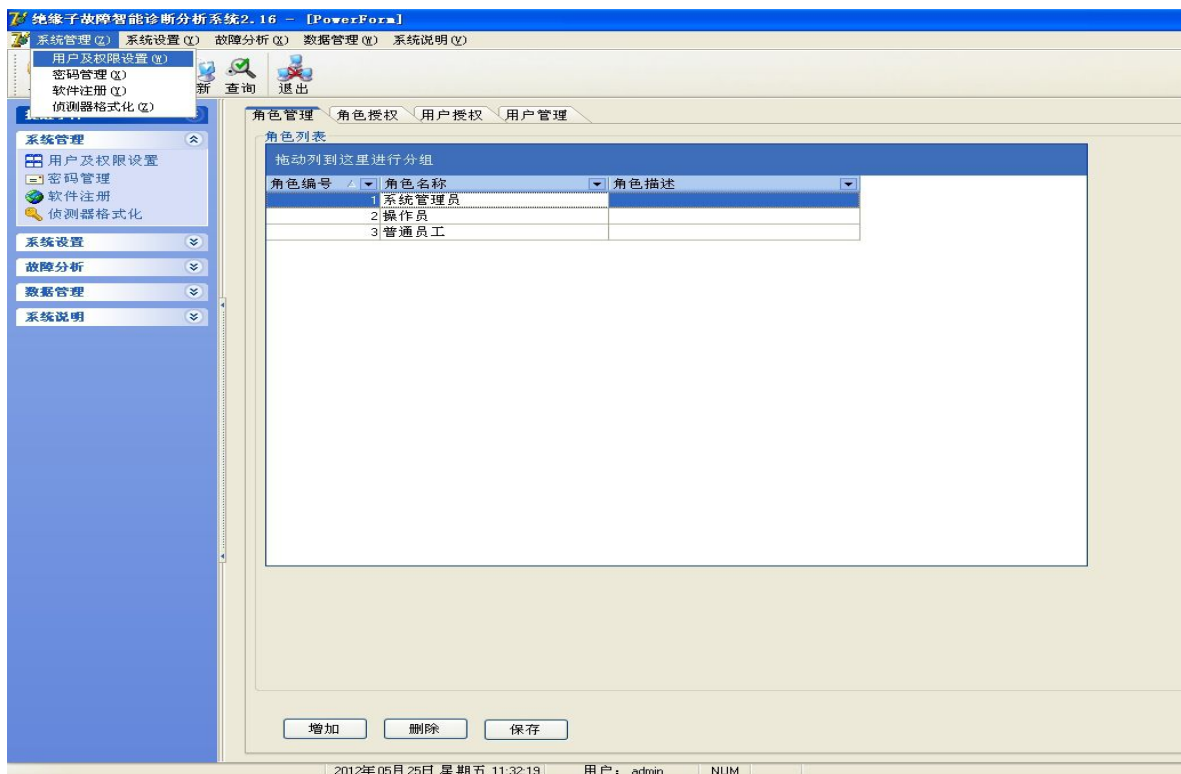 绝缘子故障智能诊断分析系统2.16 - [PowerForm]
系统管理(Z) 系统设置(Y) 故障分析(X) 数据管理(W) 系统说明(V)
用户及权限设置(W)
密码管理(X)
软件注册(Y)
侦测器格式化(Z)
新 查询 退出
角色管理 角色授权 用户授权 用户管理
系统管理
用户及权限设置
密码管理
软件注册
侦测器格式化
系统设置
故障分析
数据管理
系统说明
角色列表
拖动列到这里进行分组
角色编号 角色名称 角色描述
1 系统管理员
2 操作员
3 普通员工
增加 删除 保存
2012年05月25日 星期五 11:32:19 用户: admin NUM